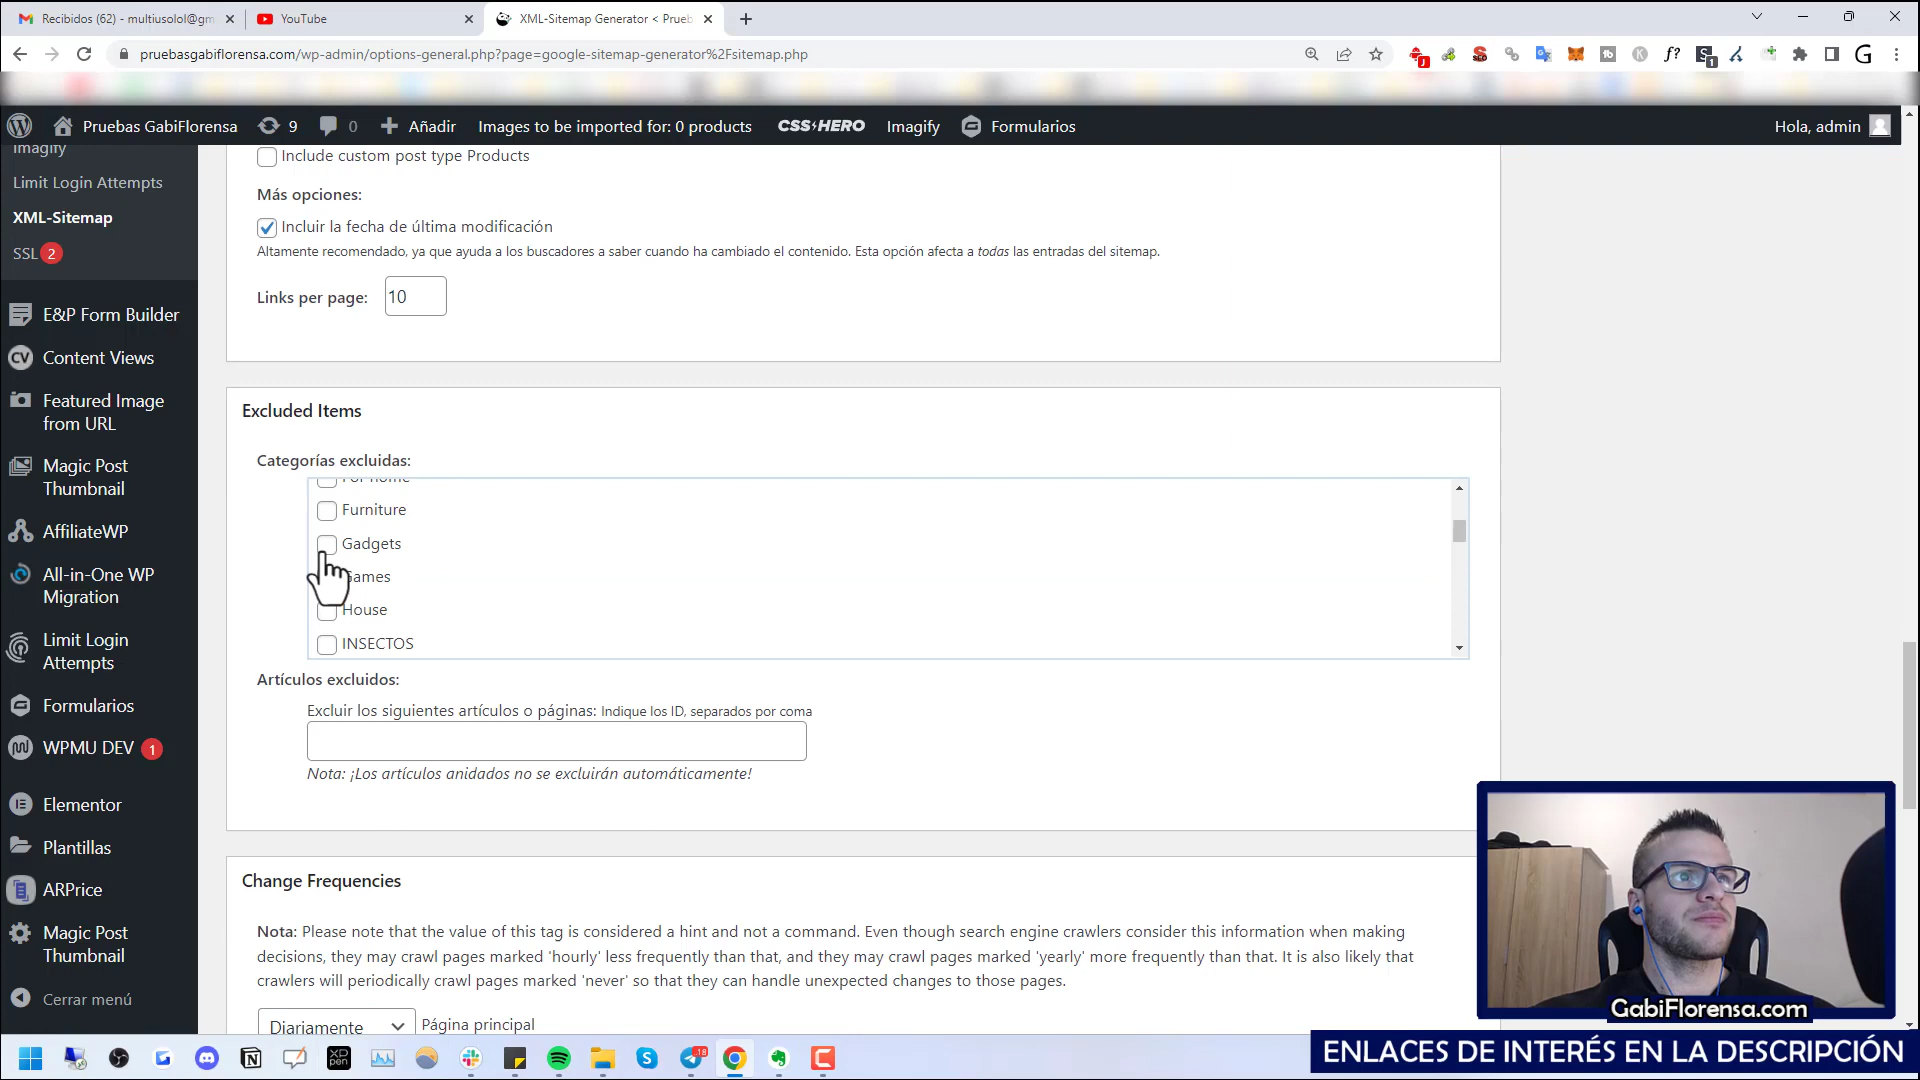 Recibidos (62) - multiusolol@gm
YouTube
XML-Sitemap Generator < Prueb
pruebasgabiflorensa.com/wp-admin/options-general.php?page=google-sitemap-generator%2Fsitemap.php
Pruebas GabiFlorensa
9
0
Añadir
Images to be imported for: 0 products
CSS HERO
Imagify
Formularios
Hola, admin
Imagify
Limit Login Attempts
XML-Sitemap
SSL 2
E&P Form Builder
Content Views
Featured Image
from URL
Magic Post
Thumbnail
AffiliateWP
All-in-One WP
Migration
Limit Login
Attempts
Formularios
WPMU DEV 1
Elementor
Plantillas
ARPrice
Magic Post
Thumbnail
Cerrar menú
Include custom post type Products
Más opciones:
Incluir la fecha de última modificación
Altamente recomendado, ya que ayuda a los buscadores a saber cuando ha cambiado el contenido. Esta opción afecta a todas las entradas del sitemap.
Links per page: 10
Excluded Items
Categorías excluidas:
For home
Furniture
Gadgets
Games
House
INSECTOS
Artículos excluidos:
Excluir los siguientes artículos o páginas: Indique los ID, separados por coma
Nota: ¡Los artículos anidados no se excluirán automáticamente!
Change Frequencies
Nota: Please note that the value of this tag is considered a hint and not a command. Even though search engine crawlers consider this information when making
decisions, they may crawl pages marked 'hourly' less frequently than that, and they may crawl pages marked 'yearly' more frequently than that. It is also likely that
crawlers will periodically crawl pages marked 'never' so that they can handle unexpected changes to those pages.
Diariamente
Página principal
GabiFlorensa.com
ENLACES DE INTERÉS EN LA DESCRIPCIÓN